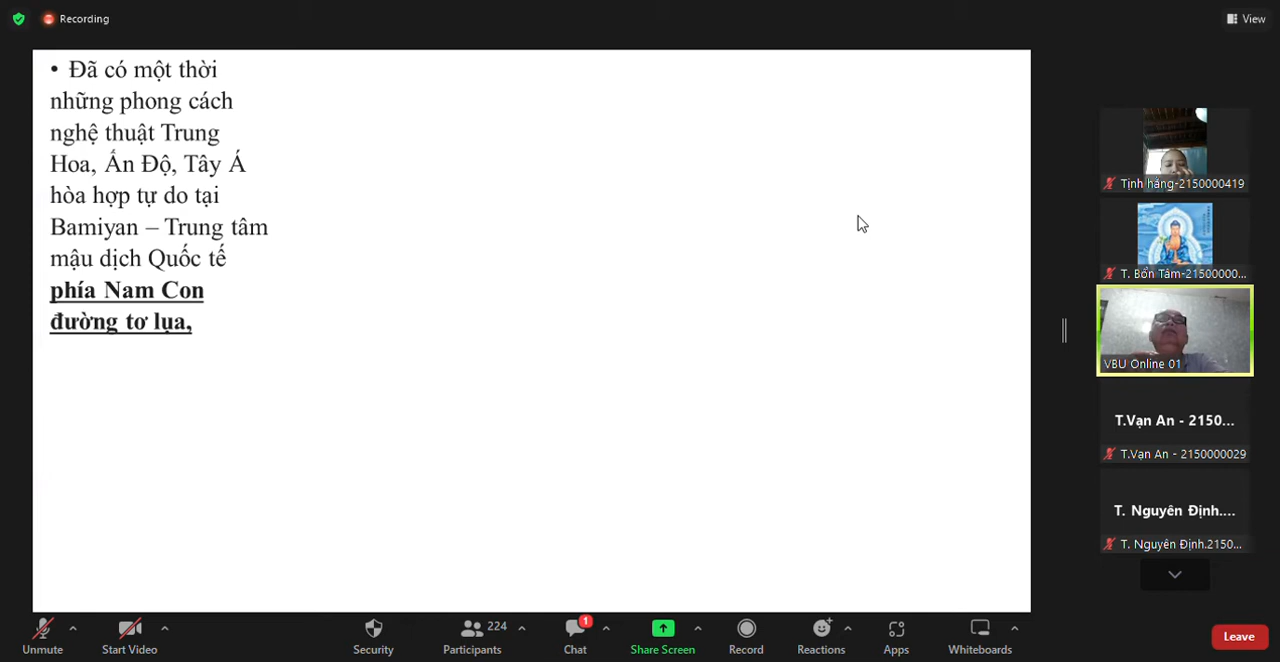 Recording
View
• Đã có một thời
những phong cách
nghệ thuật Trung
Hoa, Ấn Độ, Tây Á
hòa hợp tự do tại
Bamiyan – Trung tâm
mậu dịch Quốc tế
phía Nam Con
đường tơ lụa,
Tịnh hắng-2150000419
T. Bổn Tâm-21500000...
VBU Online 01
T.Vạn An - 2150...
T.Vạn An - 2150000029
T. Nguyên Định....
T. Nguyên Định.2150...
Unmute
Start Video
Security
Participants
224
Chat
1
Share Screen
Record
Reactions
Apps
Whiteboards
Leave